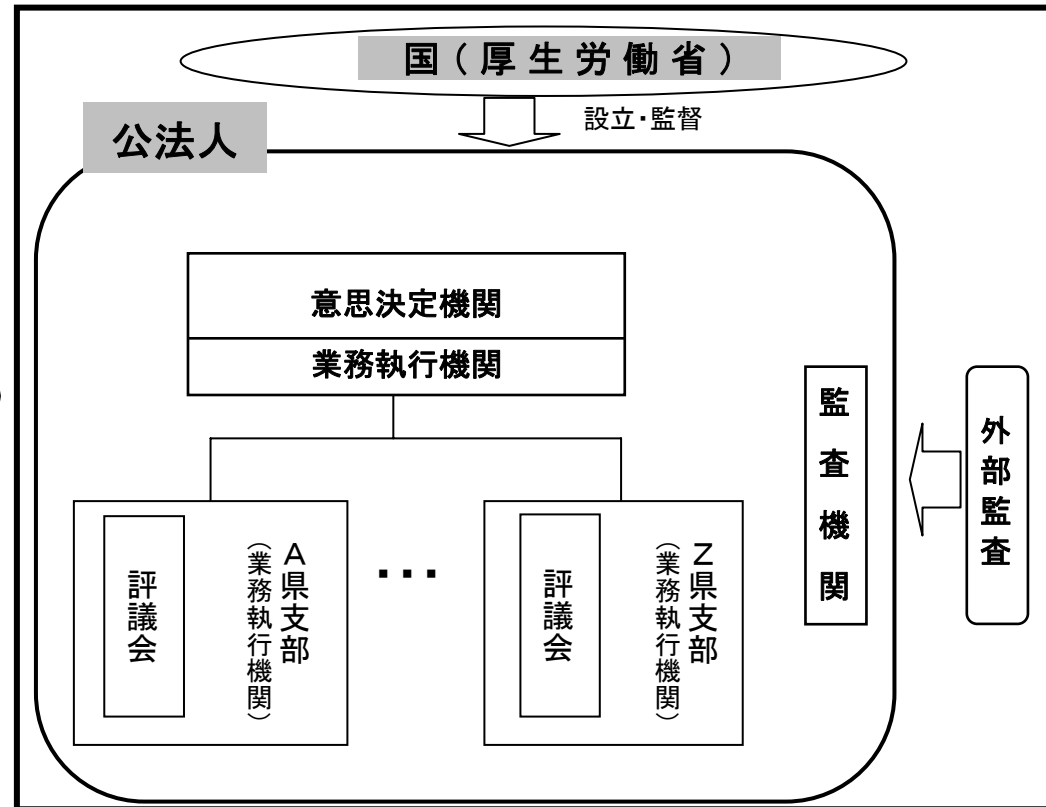 国（厚生労働省）
設立・監督
公法人
意思決定機関
業務執行機関
監査機関
外部監査
評議会
A県支部
（業務執行機関）
・・・
評議会
Z県支部
（業務執行機関）